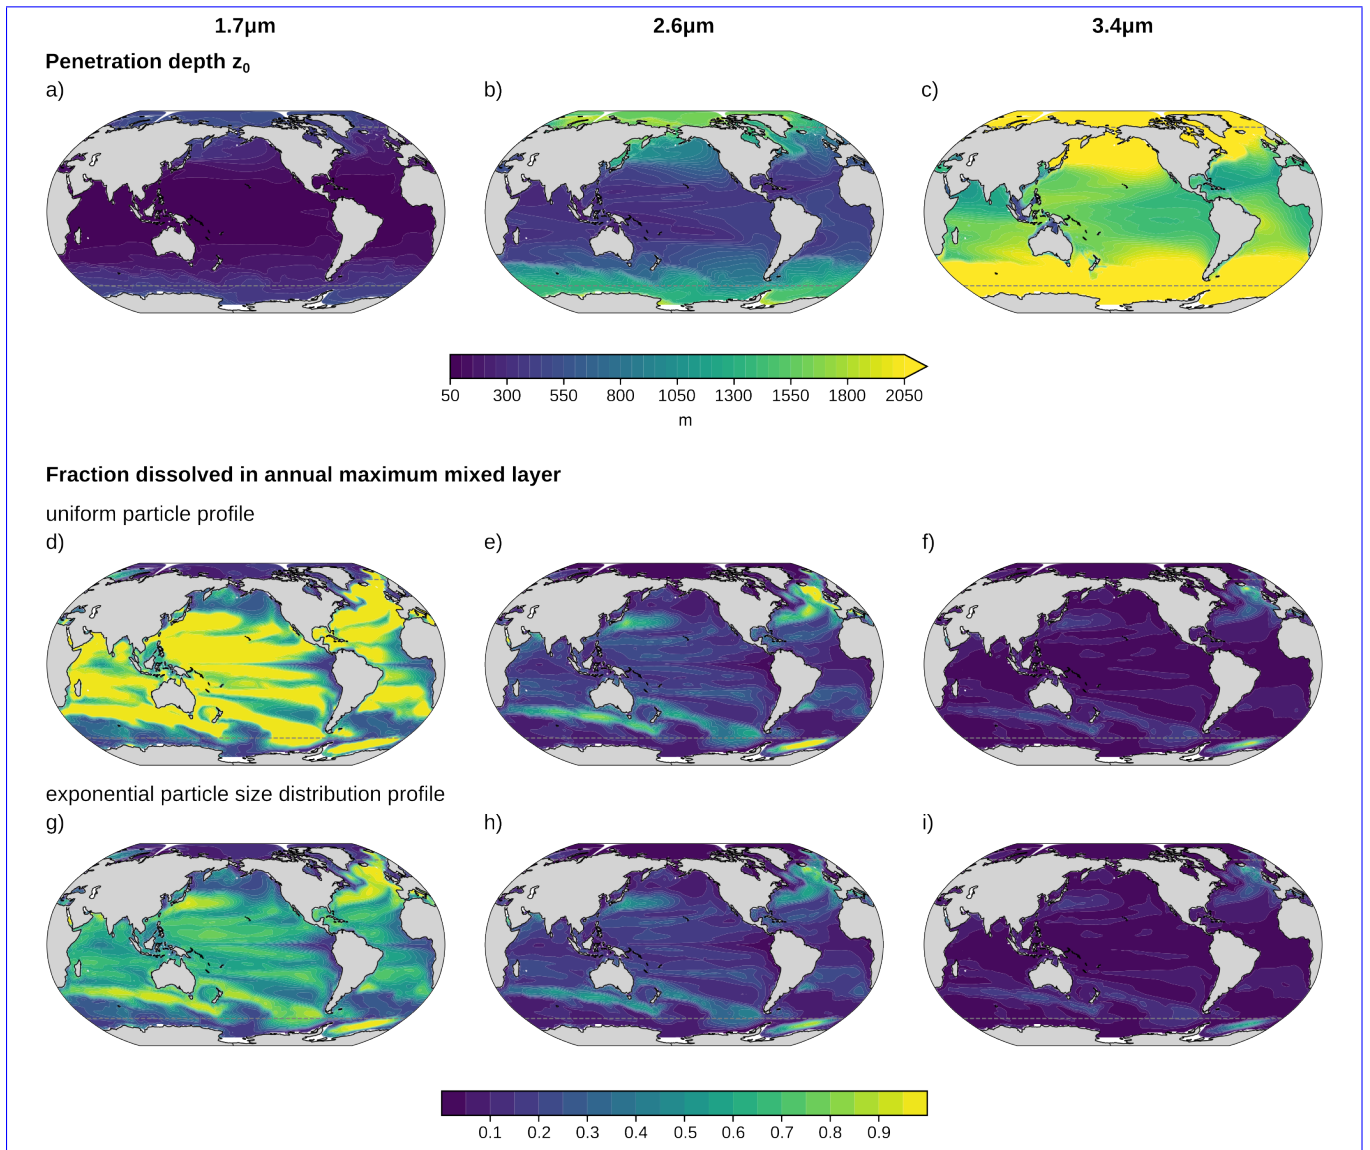 1.7µm 2.6µm 3.4µm
Penetration depth z₀
a) b) c)
50 300 550 800 1050 1300 1550 1800 2050
m
Fraction dissolved in annual maximum mixed layer
uniform particle profile
d) e) f)
exponential particle size distribution profile
g) h) i)
0.1 0.2 0.3 0.4 0.5 0.6 0.7 0.8 0.9